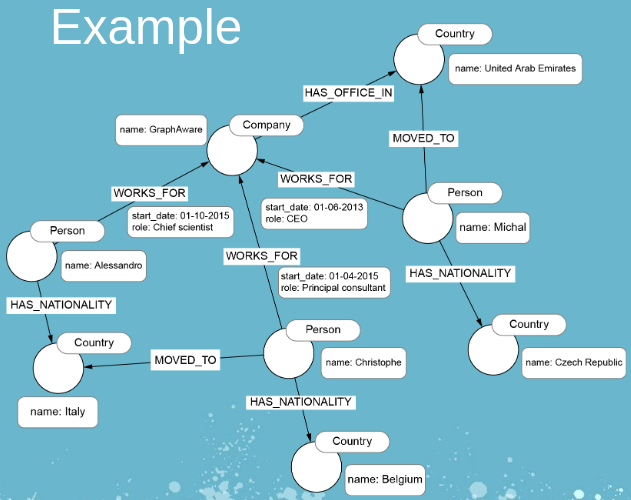 Example
Country
name: United Arab Emirates
HAS_OFFICE_IN
name: GraphAware
Company
MOVED_TO
WORKS_FOR
start_date: 01-06-2013
role: CEO
WORKS_FOR
start_date: 01-10-2015
role: Chief scientist
Person
name: Michal
Person
name: Alessandro
WORKS_FOR
start_date: 01-04-2015
role: Principal consultant
HAS_NATIONALITY
HAS_NATIONALITY
Country
name: Czech Republic
Person
name: Christophe
Country
name: Italy
MOVED_TO
HAS_NATIONALITY
Country
name: Belgium